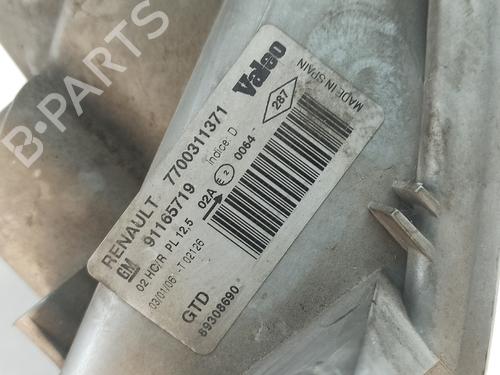 B-PARTS
Valeo
MADE IN SPAIN
287
RENAULT 7700311371
Indice: D
GM 91165719
02A 2 0064
02 HC/R PL 12,5
03/01/06 -T 02126
GTD
89308690